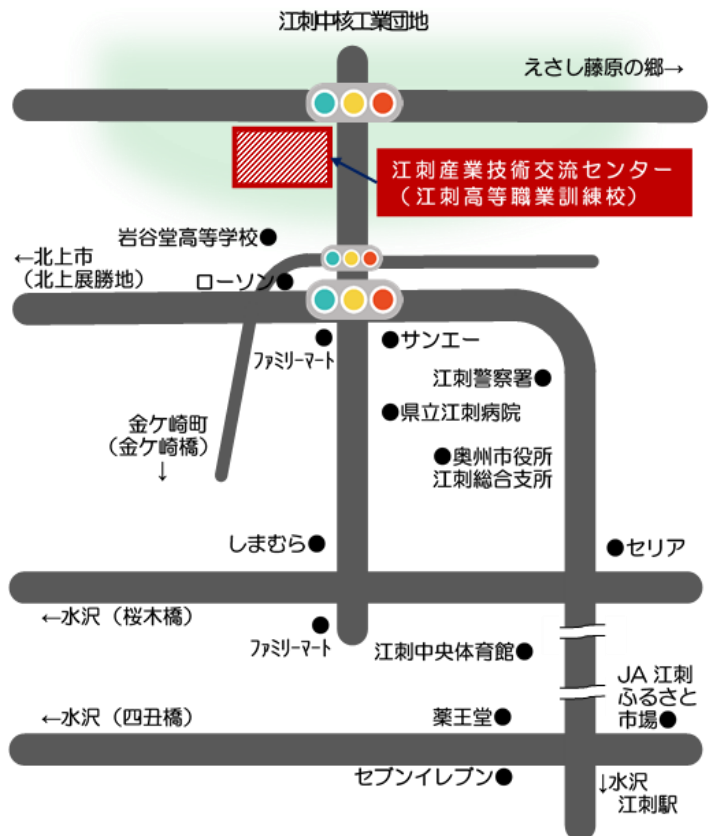 江刺中核工業団地
えさし藤原の郷→
江刺産業技術交流センター
（江刺高等職業訓練校）
岩谷堂高等学校●
←北上市
（北上展勝地）
ローソン●
ﾌｧﾐﾘｰﾏｰﾄ
●サンエー
江刺警察署●
●県立江刺病院
金ケ崎町
（金ケ崎橋）
↓
●奥州市役所
江刺総合支所
しまむら●
●セリア
←水沢（桜木橋）
ﾌｧﾐﾘｰﾏｰﾄ
江刺中央体育館●
JA 江刺
ふるさと
市場●
←水沢（四丑橋）
薬王堂●
セブンイレブン●
↓水沢
江刺駅